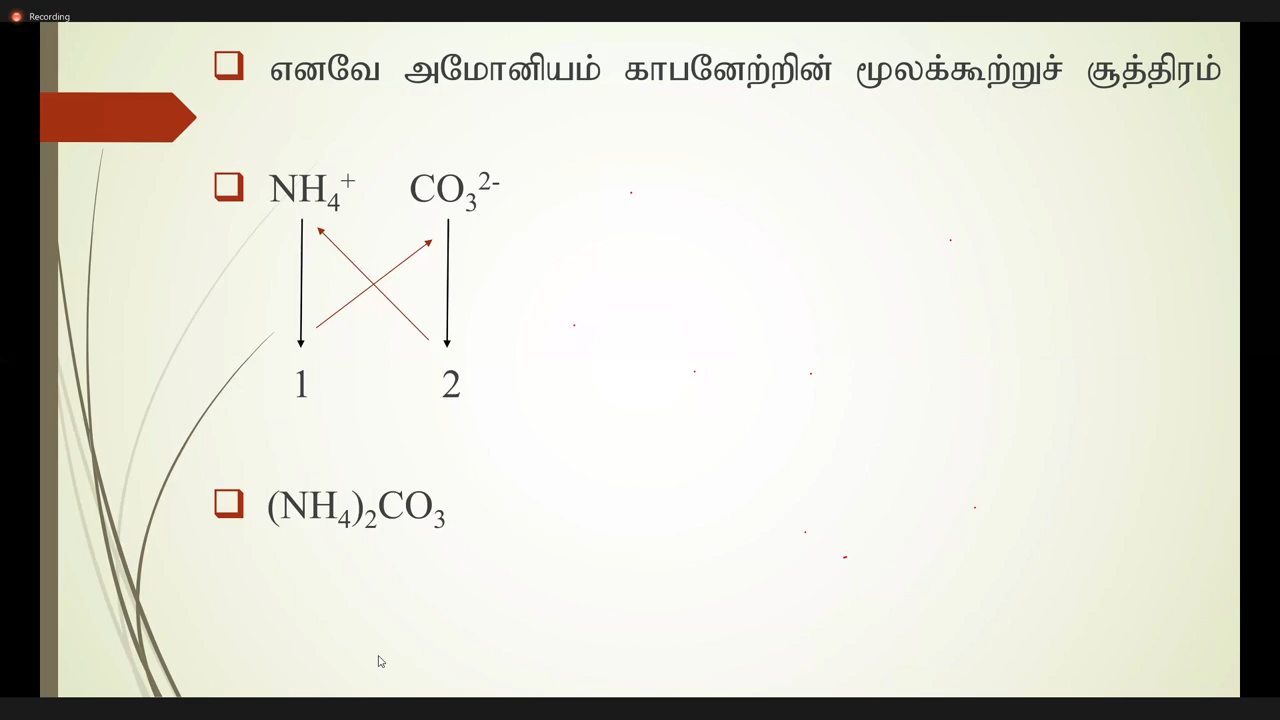 Recording
எனவே அமோனியம் காபனேற்றின் மூலக்கூற்றுச் சூத்திரம்
NH₄⁺ CO₃²⁻
1 2
(NH₄)₂CO₃